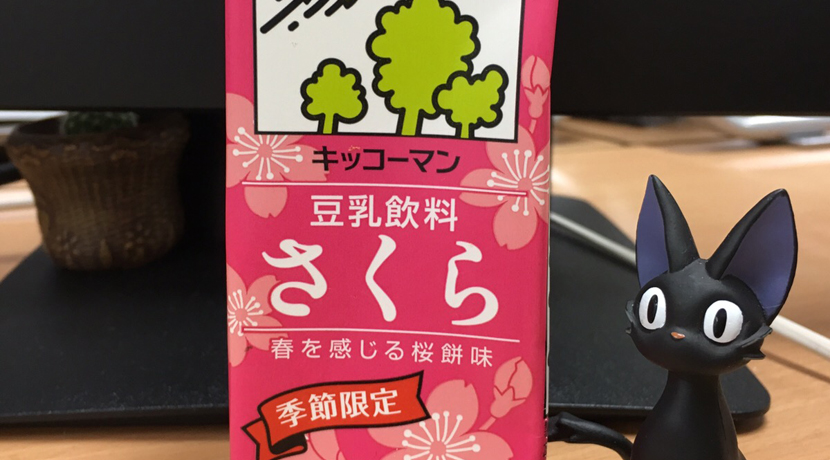 キッコーマン
豆乳飲料
さくら
春を感じる桜餅味
季節限定